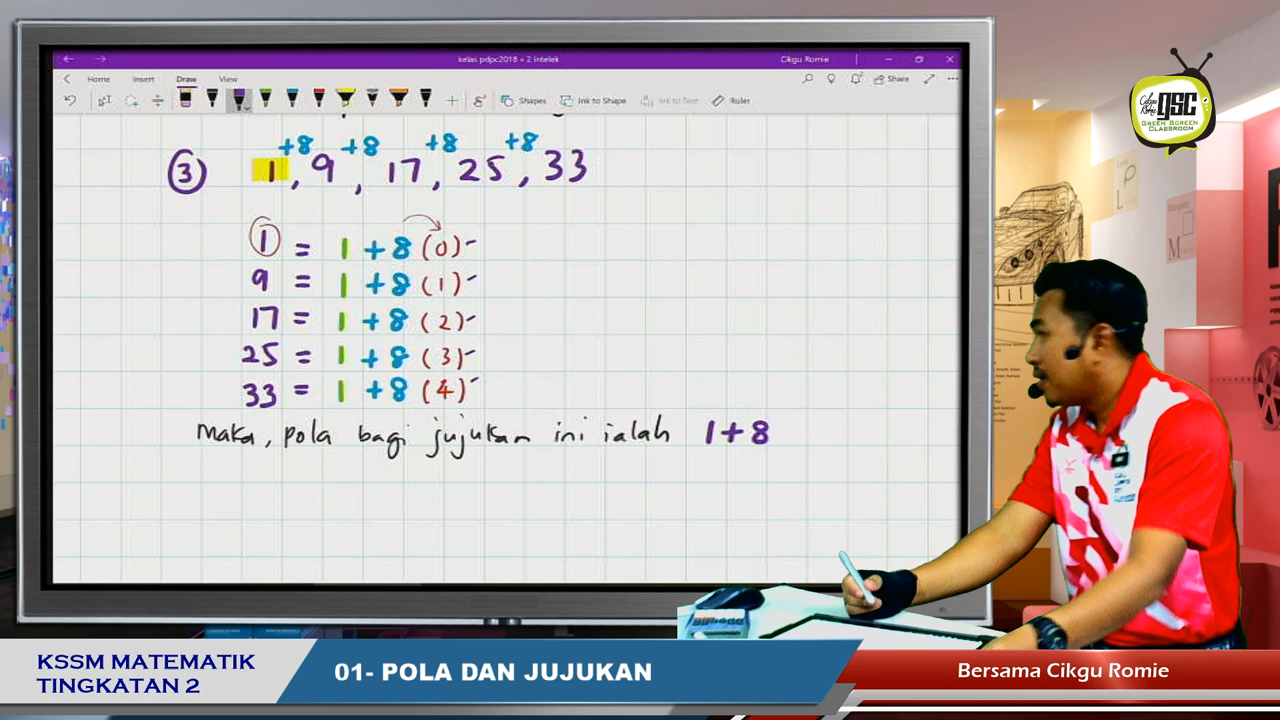 kelas pdpc2018 » 2 intelek
Cikgu Romie
Home Insert Draw View
Share
Shapes Ink to Shape Ink to Text Ruler
+8 +8 +8 +8
3 1, 9, 17, 25, 33
1 = 1 + 8 (0)
9 = 1 + 8 (1)
17 = 1 + 8 (2)
25 = 1 + 8 (3)
33 = 1 + 8 (4)
Maka, pola bagi jujukan ini ialah 1 + 8
Cikgu Romie GSC
GREEN SCREEN
CLASSROOM
P
L
M
KSSM MATEMATIK
TINGKATAN 2
01- POLA DAN JUJUKAN
Bersama Cikgu Romie